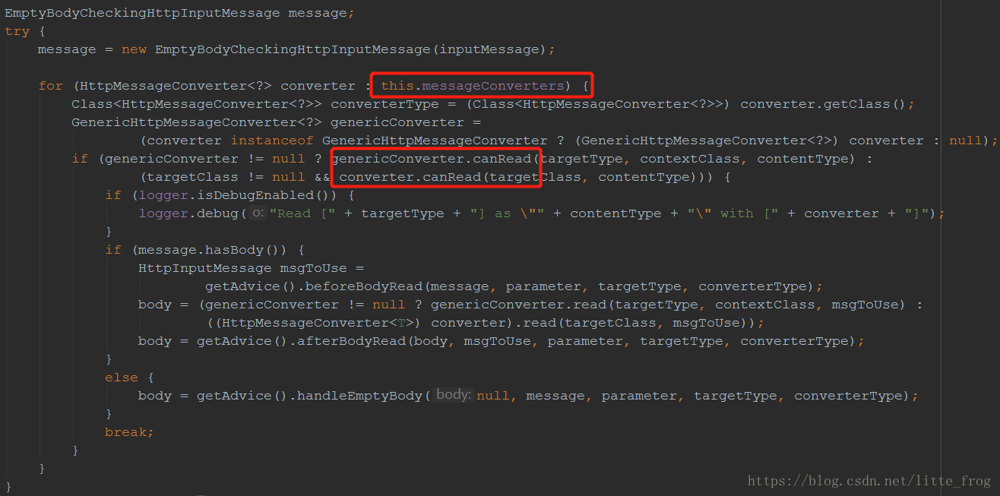 EmptyBodyCheckingHttpInputMessage message;
try {
message = new EmptyBodyCheckingHttpInputMessage(inputMessage);
for (HttpMessageConverter<?> converter : this.messageConverters) {
Class<HttpMessageConverter<?>> converterType = (Class<HttpMessageConverter<?>>) converter.getClass();
GenericHttpMessageConverter<?> genericConverter =
(converter instanceof GenericHttpMessageConverter ? (GenericHttpMessageConverter<?>) converter : null);
if (genericConverter != null ? genericConverter.canRead(targetType, contextClass, contentType) :
(targetClass != null && converter.canRead(targetClass, contentType))) {
if (logger.isDebugEnabled()) {
logger.debug( o: "Read [" + targetType + "] as \"" + contentType + "\" with [" + converter + "]");
}
if (message.hasBody()) {
HttpInputMessage msgToUse =
getAdvice().beforeBodyRead(message, parameter, targetType, converterType);
body = (genericConverter != null ? genericConverter.read(targetType, contextClass, msgToUse) :
((HttpMessageConverter<T>) converter).read(targetClass, msgToUse));
body = getAdvice().afterBodyRead(body, msgToUse, parameter, targetType, converterType);
}
else {
body = getAdvice().handleEmptyBody( body: null, message, parameter, targetType, converterType);
}
break;
}
}
}
https://blog.csdn.net/litte_frog